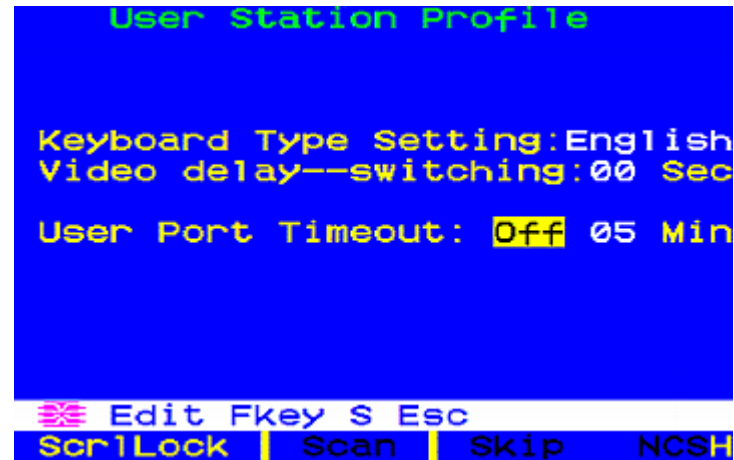 User Station Profile
Keyboard Type Setting:English
Video delay--switching:00 Sec
User Port Timeout: Off 05 Min
Edit Fkey S Esc
ScrlLock Scan Skip NCSH